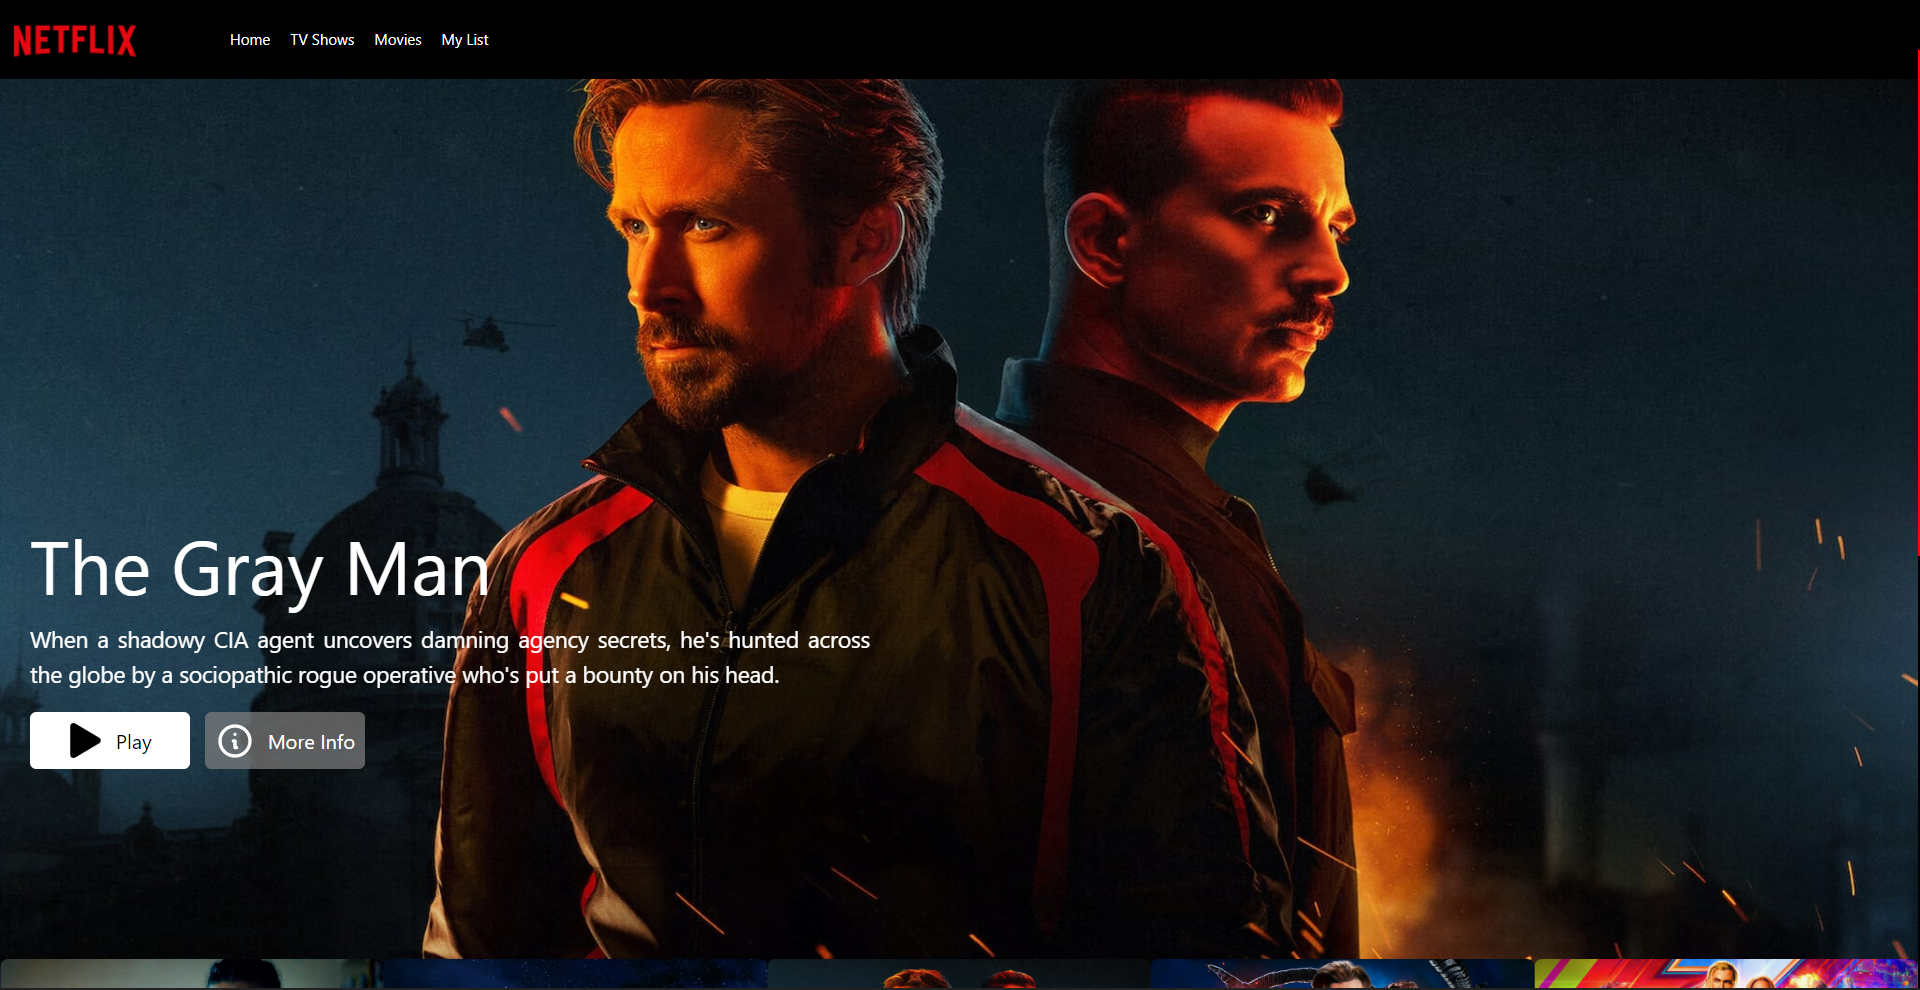 NETFLIX
Home TV Shows Movies My List
The Gray Man
When a shadowy CIA agent uncovers damning agency secrets, he's hunted across
the globe by a sociopathic rogue operative who's put a bounty on his head.
Play More Info